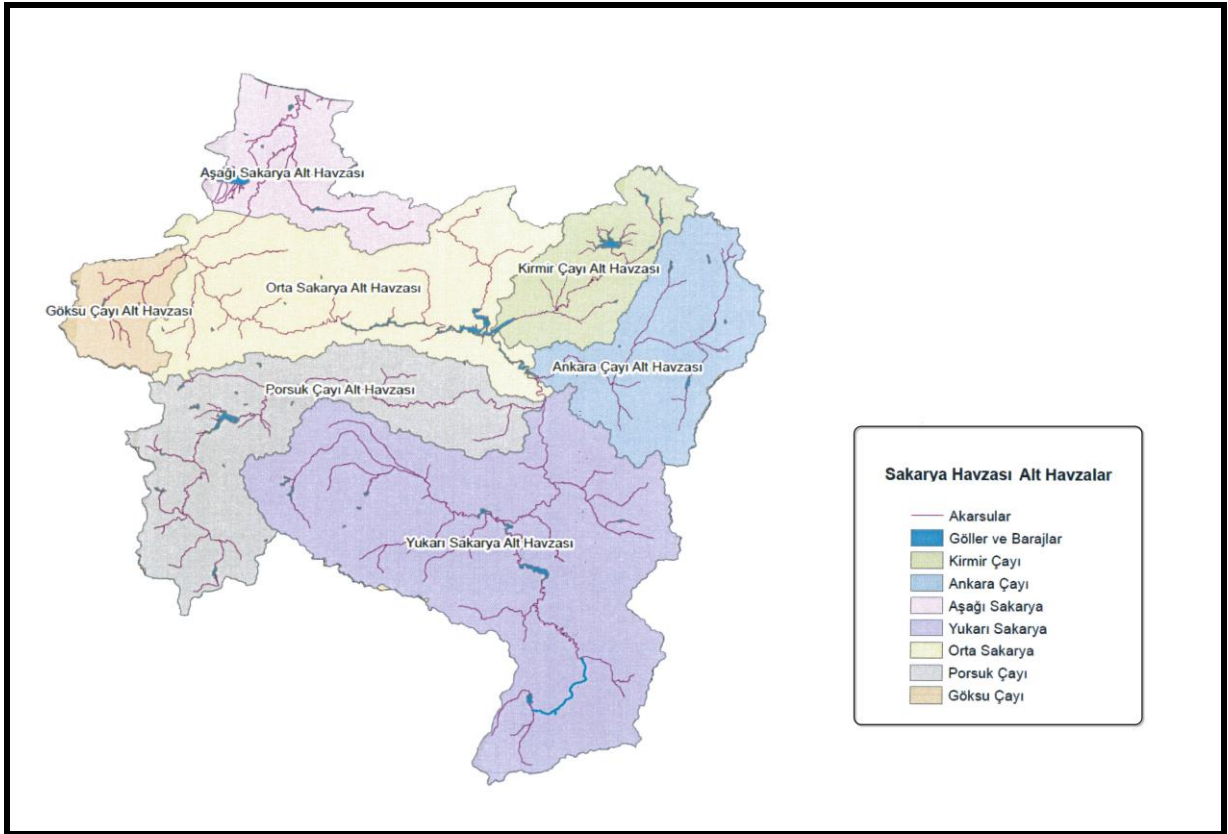 Aşağı Sakarya Alt Havzası
Kirmir Çayı Alt Havzası
Orta Sakarya Alt Havzası
Göksu Çayı Alt Havzası
Ankara Çayı Alt Havzası
Porsuk Çayı Alt Havzası
Yukarı Sakarya Alt Havzası
Sakarya Havzası Alt Havzalar
Akarsular
Göller ve Barajlar
Kirmir Çayı
Ankara Çayı
Aşağı Sakarya
Yukarı Sakarya
Orta Sakarya
Porsuk Çayı
Göksu Çayı